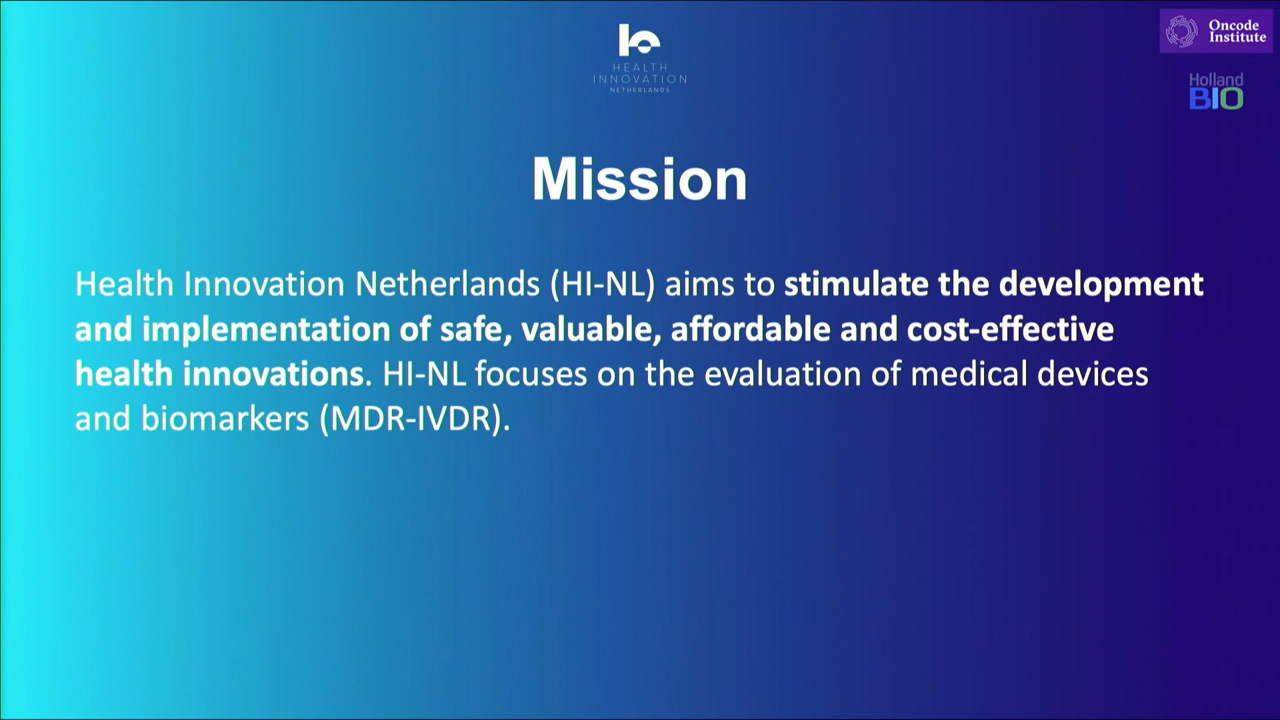 HEALTH
INNOVATION
NETHERLANDS
Oncode
Institute
Holland
BIO
Mission
Health Innovation Netherlands (HI-NL) aims to stimulate the development
and implementation of safe, valuable, affordable and cost-effective
health innovations. HI-NL focuses on the evaluation of medical devices
and biomarkers (MDR-IVDR).